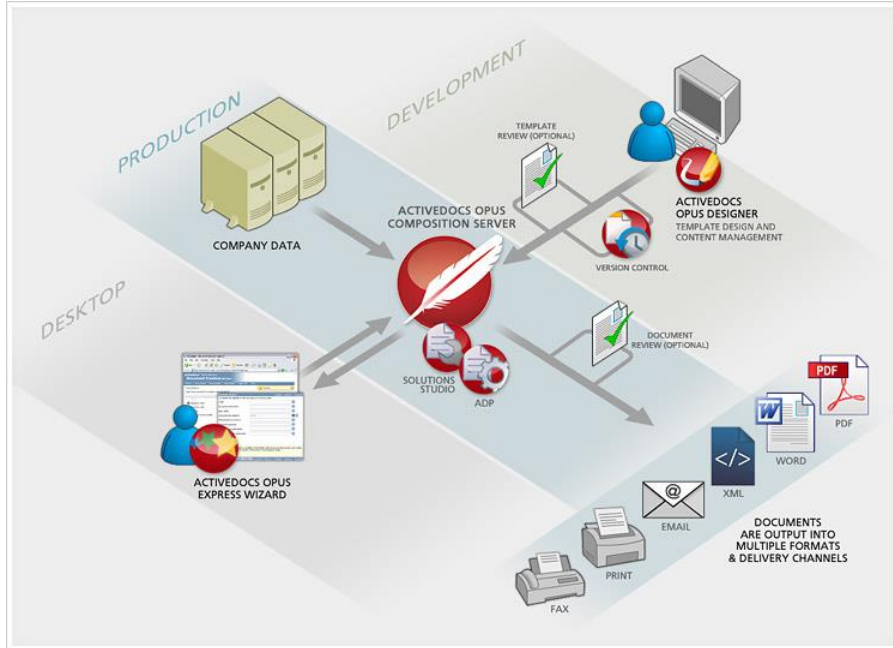 DEVELOPMENT
PRODUCTION
DESKTOP
TEMPLATE
REVIEW (OPTIONAL)
ACTIVEDOCS
OPUS DESIGNER
TEMPLATE DESIGN AND
CONTENT MANAGEMENT
VERSION CONTROL
ACTIVEDOCS OPUS
COMPOSITION SERVER
COMPANY DATA
DOCUMENT
REVIEW (OPTIONAL)
SOLUTIONS
STUDIO
ADP
ACTIVEDOCS OPUS
EXPRESS WIZARD
PDF
PDF
W
WORD
</>
XML
@
EMAIL
PRINT
FAX
DOCUMENTS
ARE OUTPUT INTO
MULTIPLE FORMATS
& DELIVERY CHANNELS